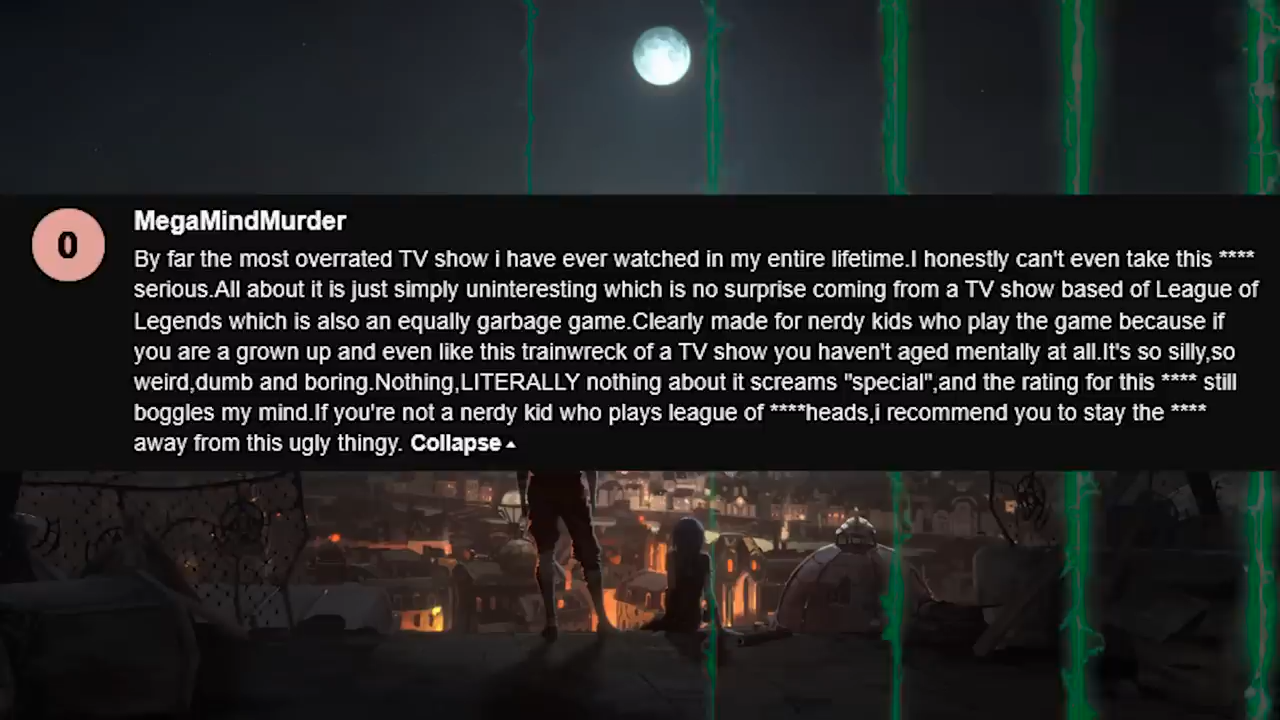 0
MegaMindMurder
By far the most overrated TV show i have ever watched in my entire lifetime.I honestly can't even take this ****
serious.All about it is just simply uninteresting which is no surprise coming from a TV show based of League of
Legends which is also an equally garbage game.Clearly made for nerdy kids who play the game because if
you are a grown up and even like this trainwreck of a TV show you haven't aged mentally at all.It's so silly,so
weird,dumb and boring.Nothing,LITERALLY nothing about it screams "special",and the rating for this **** still
boggles my mind.If you're not a nerdy kid who plays league of ****heads,i recommend you to stay the ****
away from this ugly thingy. Collapse